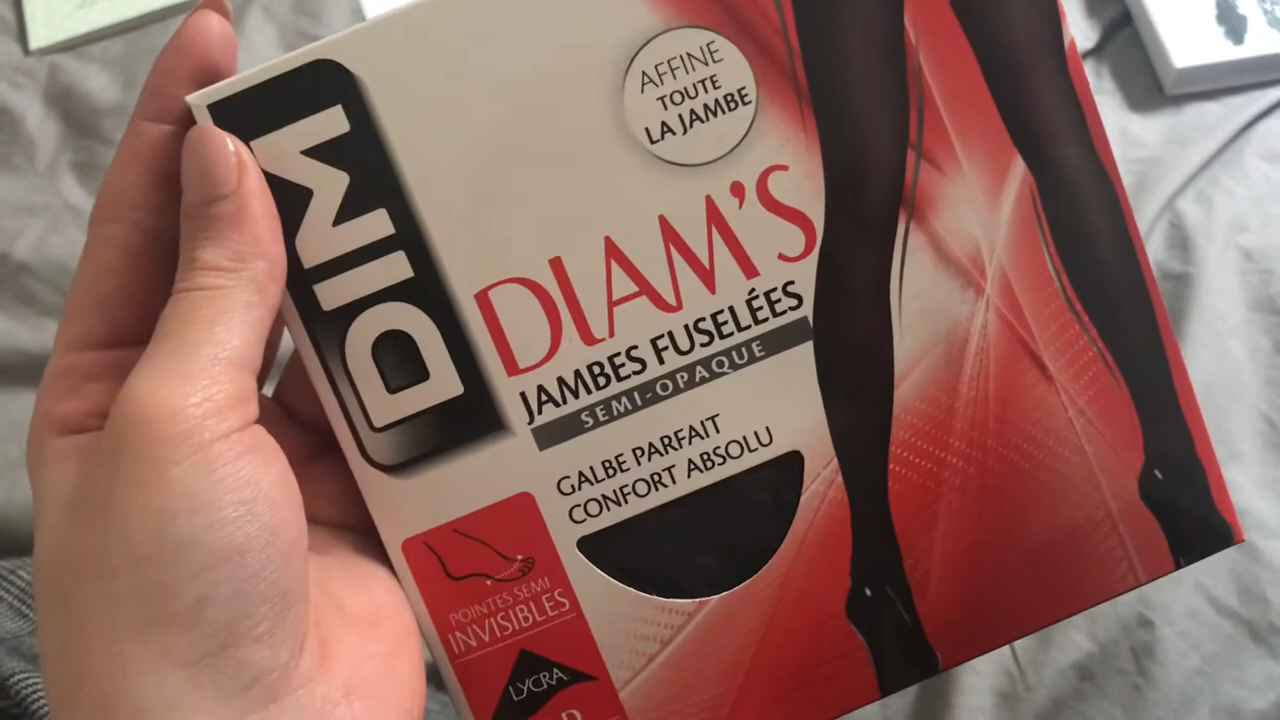 DIM
AFFINE
TOUTE
LA JAMBE
DIAM'S
JAMBES FUSELÉES
SEMI-OPAQUE
GALBE PARFAIT
CONFORT ABSOLU
POINTES SEMI
INVISIBLES
LYCRA